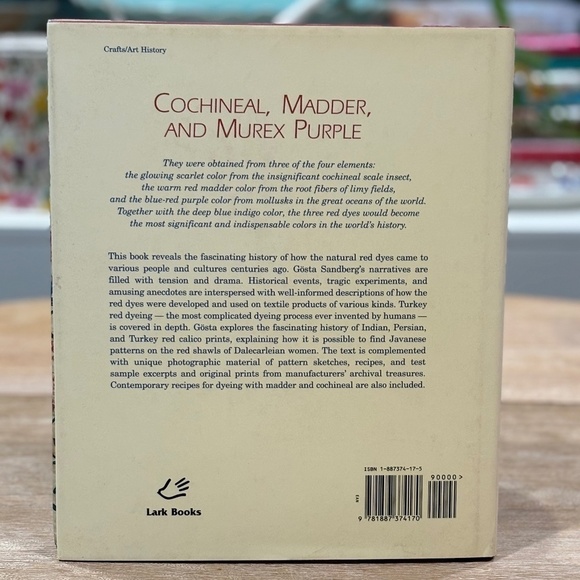 Crafts/Art History
COCHINEAL, MADDER,
AND MUREX PURPLE
They were obtained from three of the four elements:
the glowing scarlet color from the insignificant cochineal scale insect,
the warm red madder color from the root fibers of limy fields,
and the blue-red purple color from mollusks in the great oceans of the world.
Together with the deep blue indigo color, the three red dyes would become
the most significant and indispensable colors in the world's history.
This book reveals the fascinating history of how the natural red dyes came to
various people and cultures centuries ago. Gösta Sandberg's narratives are
filled with tension and drama. Historical events, tragic experiments, and
amusing anecdotes are interspersed with well-informed descriptions of how the
red dyes were developed and used on textile products of various kinds. Turkey
red dyeing — the most complicated dyeing process ever invented by humans —
is covered in depth. Gösta explores the fascinating history of Indian, Persian,
and Turkey red calico prints, explaining how it is possible to find Javanese
patterns on the red shawls of Dalecarleian women. The text is complemented
with unique photographic material of pattern sketches, recipes, and test
sample excerpts and original prints from manufacturers' archival treasures.
Contemporary recipes for dyeing with madder and cochineal are also included.
ISBN 1-887374-17-5
90000>
EAN
9 781887 374170
Lark Books